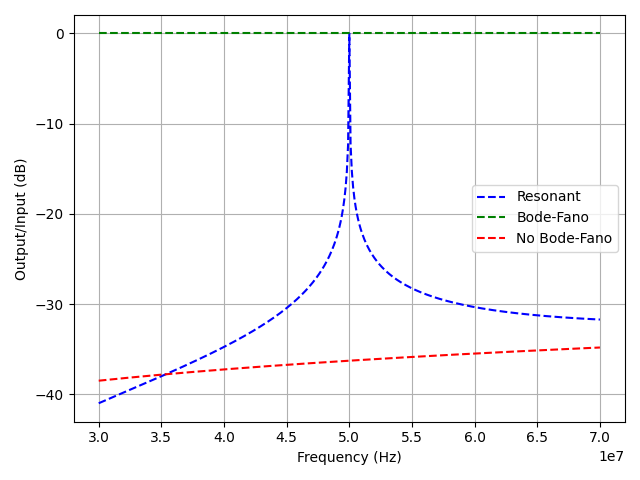 0
−10
−20
−30
−40
Output/Input (dB)
Resonant
Bode-Fano
No Bode-Fano
3.0 3.5 4.0 4.5 5.0 5.5 6.0 6.5 7.0
1e7
Frequency (Hz)